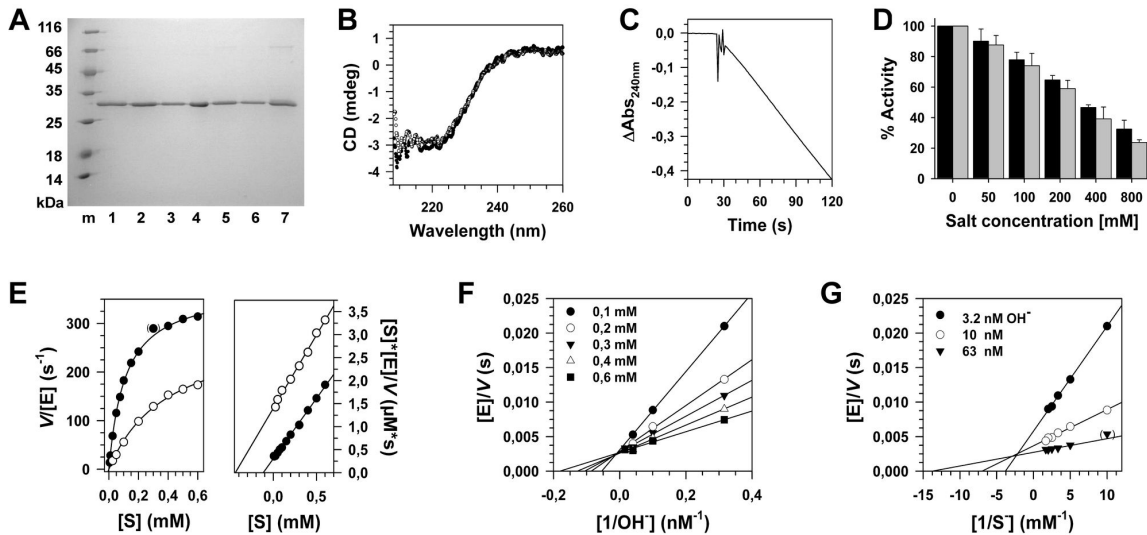 A
116
66
45
35
25
18
14
kDa
m 1 2 3 4 5 6 7
B
CD (mdeg)
1
0
-1
-2
-3
-4
220 240 260
Wavelength (nm)
C
ΔAbs240nm
0,0
-0,1
-0,2
-0,3
-0,4
0 30 60 90 120
Time (s)
D
% Activity
100
80
60
40
20
0
0 50 100 200 400 800
Salt concentration [mM]
E
V/[E] (s⁻¹)
300
200
100
0
0,0 0,2 0,4 0,6
[S] (mM)
3,5
3,0
2,5
2,0
1,5
1,0
0,5
0,0
[S]*[E]/V (µM*s)
0,0 0,5
[S] (mM)
F
[E]/V (s)
0,025
0,020
0,015
0,010
0,005
0,000
0,1 mM
0,2 mM
0,3 mM
0,4 mM
0,6 mM
-0,2 0,0 0,2 0,4
[1/OH⁻] (nM⁻¹)
G
[E]/V (s)
0,025
0,020
0,015
0,010
0,005
0,000
3.2 nM OH⁻
10 nM
63 nM
-15 -10 -5 0 5 10
[1/S⁻] (mM⁻¹)